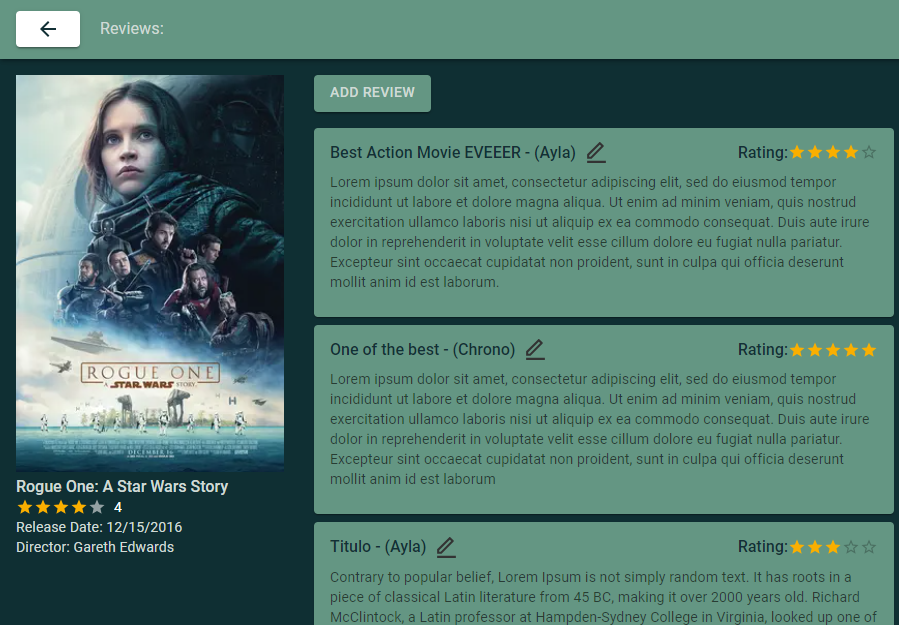 Reviews:
ROGUE ONE
A STAR WARS STORY
DECEMBER 16
Rogue One: A Star Wars Story
4
Release Date: 12/15/2016
Director: Gareth Edwards
ADD REVIEW
Best Action Movie EVEEER - (Ayla) Rating:
Lorem ipsum dolor sit amet, consectetur adipiscing elit, sed do eiusmod tempor
incididunt ut labore et dolore magna aliqua. Ut enim ad minim veniam, quis nostrud
exercitation ullamco laboris nisi ut aliquip ex ea commodo consequat. Duis aute irure
dolor in reprehenderit in voluptate velit esse cillum dolore eu fugiat nulla pariatur.
Excepteur sint occaecat cupidatat non proident, sunt in culpa qui officia deserunt
mollit anim id est laborum.
One of the best - (Chrono) Rating:
Lorem ipsum dolor sit amet, consectetur adipiscing elit, sed do eiusmod tempor
incididunt ut labore et dolore magna aliqua. Ut enim ad minim veniam, quis nostrud
exercitation ullamco laboris nisi ut aliquip ex ea commodo consequat. Duis aute irure
dolor in reprehenderit in voluptate velit esse cillum dolore eu fugiat nulla pariatur.
Excepteur sint occaecat cupidatat non proident, sunt in culpa qui officia deserunt
mollit anim id est laborum
Titulo - (Ayla) Rating:
Contrary to popular belief, Lorem Ipsum is not simply random text. It has roots in a
piece of classical Latin literature from 45 BC, making it over 2000 years old. Richard
McClintock, a Latin professor at Hampden-Sydney College in Virginia, looked up one of